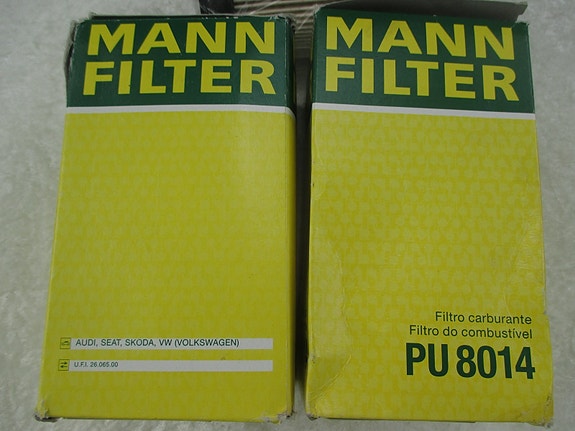 MANN
FILTER
AUDI, SEAT, SKODA, VW (VOLKSWAGEN)
U.F.I. 26.065.00
MANN
FILTER
Filtro carburante
Filtro do combustível
PU 8014